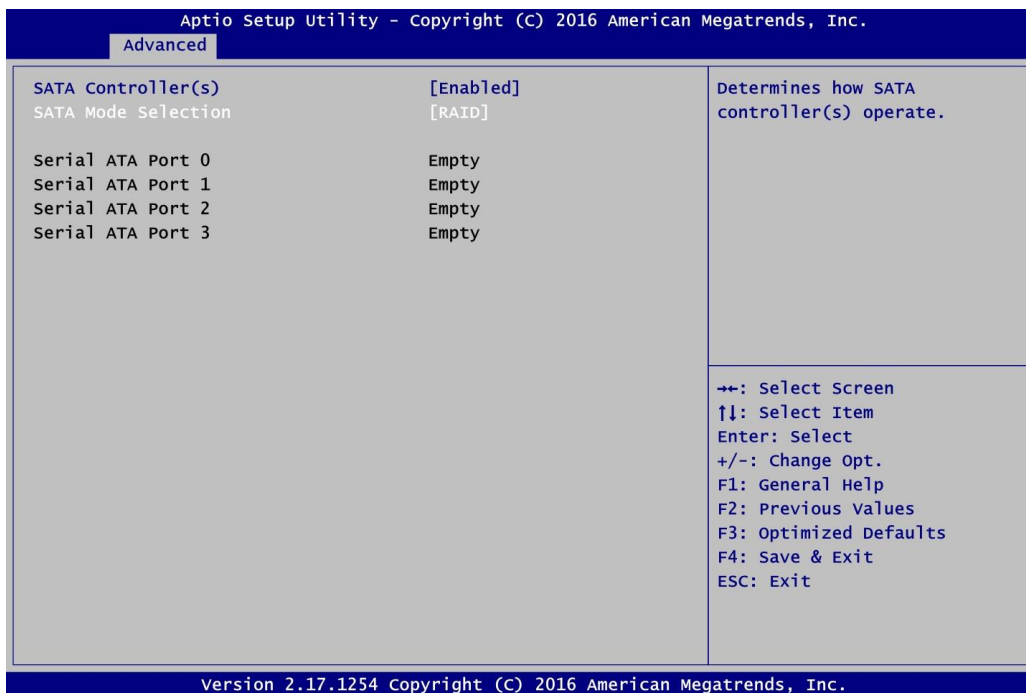 Aptio Setup Utility - Copyright (C) 2016 American Megatrends, Inc.
Advanced
SATA Controller(s) [Enabled]
SATA Mode Selection [RAID]
Serial ATA Port 0 Empty
Serial ATA Port 1 Empty
Serial ATA Port 2 Empty
Serial ATA Port 3 Empty
Determines how SATA
controller(s) operate.
→←: Select Screen
↑↓: Select Item
Enter: Select
+/-: Change Opt.
F1: General Help
F2: Previous Values
F3: Optimized Defaults
F4: Save & Exit
ESC: Exit
Version 2.17.1254 Copyright (C) 2016 American Megatrends, Inc.